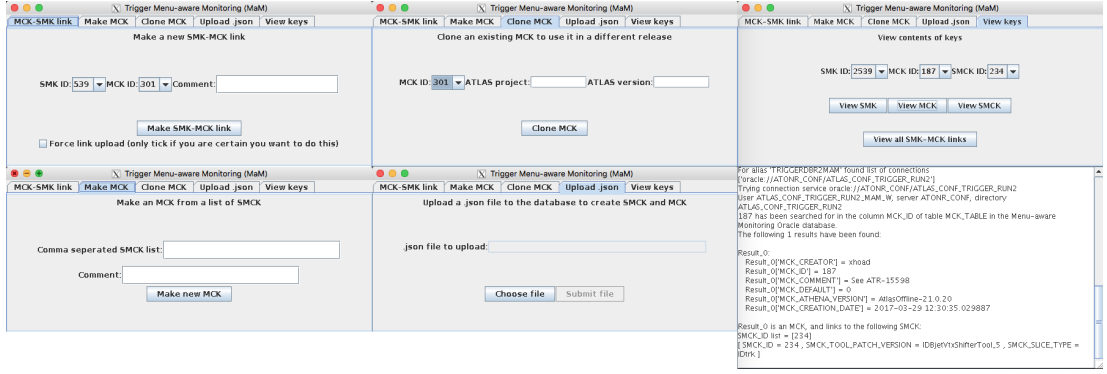 Trigger Menu-aware Monitoring (MaM)
MCK-SMK link Make MCK Clone MCK Upload .json View keys
Make a new SMK-MCK link
SMK ID: 539 MCK ID: 301 Comment:
Make SMK-MCK link
Force link upload (only tick if you are certain you want to do this)
Trigger Menu-aware Monitoring (MaM)
MCK-SMK link Make MCK Clone MCK Upload .json View keys
Clone an existing MCK to use it in a different release
MCK ID: 301 ATLAS project: ATLAS version:
Clone MCK
Trigger Menu-aware Monitoring (MaM)
MCK-SMK link Make MCK Clone MCK Upload .json View keys
View contents of keys
SMK ID: 2539 MCK ID: 187 SMCK ID: 234
View SMK View MCK View SMCK
View all SMK-MCK links
Trigger Menu-aware Monitoring (MaM)
MCK-SMK link Make MCK Clone MCK Upload .json View keys
Make an MCK from a list of SMCK
Comma seperated SMCK list:
Comment:
Make new MCK
Trigger Menu-aware Monitoring (MaM)
MCK-SMK link Make MCK Clone MCK Upload .json View keys
Upload a .json file to the database to create SMCK and MCK
.json file to upload:
Choose file Submit file
For alias 'TRIGGERDBR2MAM' found list of connections
['oracle://ATONR_CONF/ATLAS_CONF_TRIGGER_RUN2']
Trying connection service oracle://ATONR_CONF/ATLAS_CONF_TRIGGER_RUN2
User ATLAS_CONF_TRIGGER_RUN2_MAM_W, server ATONR_CONF, directory
ATLAS_CONF_TRIGGER_RUN2
187 has been searched for in the column MCK_ID of table MCK_TABLE in the Menu-aware
Monitoring Oracle database.
The following 1 results have been found:
Result_0:
Result_0['MCK_CREATOR'] = xhoad
Result_0['MCK_ID'] = 187
Result_0['MCK_COMMENT'] = See ATR-15598
Result_0['MCK_DEFAULT'] = 0
Result_0['MCK_ATHENA_VERSION'] = AtlasOffline-21.0.20
Result_0['MCK_CREATION_DATE'] = 2017-03-29 12:30:35.029887
Result_0 is an MCK, and links to the following SMCK:
SMCK_ID list = [234]
[ SMCK_ID = 234 , SMCK_TOOL_PATCH_VERSION = IDBjetVtxShifterTool_5 , SMCK_SLICE_TYPE =
IDtrk ]